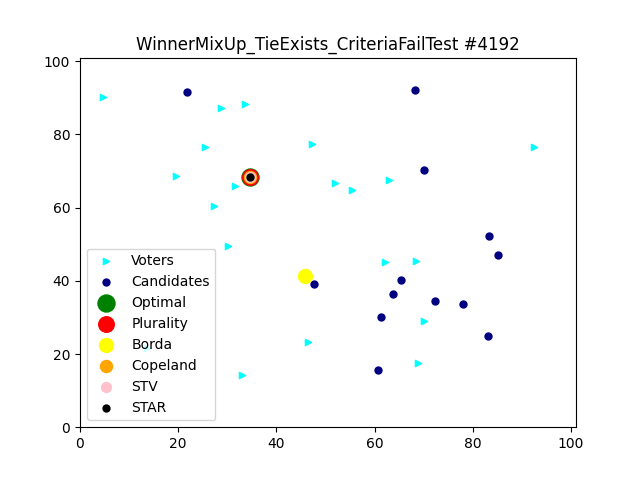 WinnerMixUp_TieExists_CriteriaFailTest #4192
100
80
60
40
20
0
Voters
Candidates
Optimal
Plurality
Borda
Copeland
STV
STAR
0 20 40 60 80 100